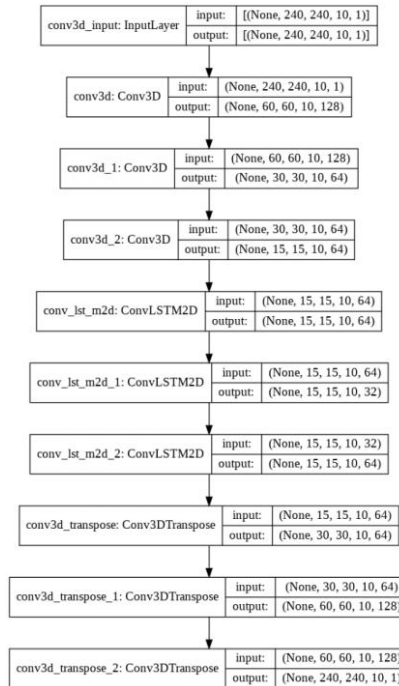 conv3d_input: InputLayer
input: [(None, 240, 240, 10, 1)]
output: [(None, 240, 240, 10, 1)]
conv3d: Conv3D
input: (None, 240, 240, 10, 1)
output: (None, 60, 60, 10, 128)
conv3d_1: Conv3D
input: (None, 60, 60, 10, 128)
output: (None, 30, 30, 10, 64)
conv3d_2: Conv3D
input: (None, 30, 30, 10, 64)
output: (None, 15, 15, 10, 64)
conv_lst_m2d: ConvLSTM2D
input: (None, 15, 15, 10, 64)
output: (None, 15, 15, 10, 64)
conv_lst_m2d_1: ConvLSTM2D
input: (None, 15, 15, 10, 64)
output: (None, 15, 15, 10, 32)
conv_lst_m2d_2: ConvLSTM2D
input: (None, 15, 15, 10, 32)
output: (None, 15, 15, 10, 64)
conv3d_transpose: Conv3DTranspose
input: (None, 15, 15, 10, 64)
output: (None, 30, 30, 10, 64)
conv3d_transpose_1: Conv3DTranspose
input: (None, 30, 30, 10, 64)
output: (None, 60, 60, 10, 128)
conv3d_transpose_2: Conv3DTranspose
input: (None, 60, 60, 10, 128)
output: (None, 240, 240, 10, 1)